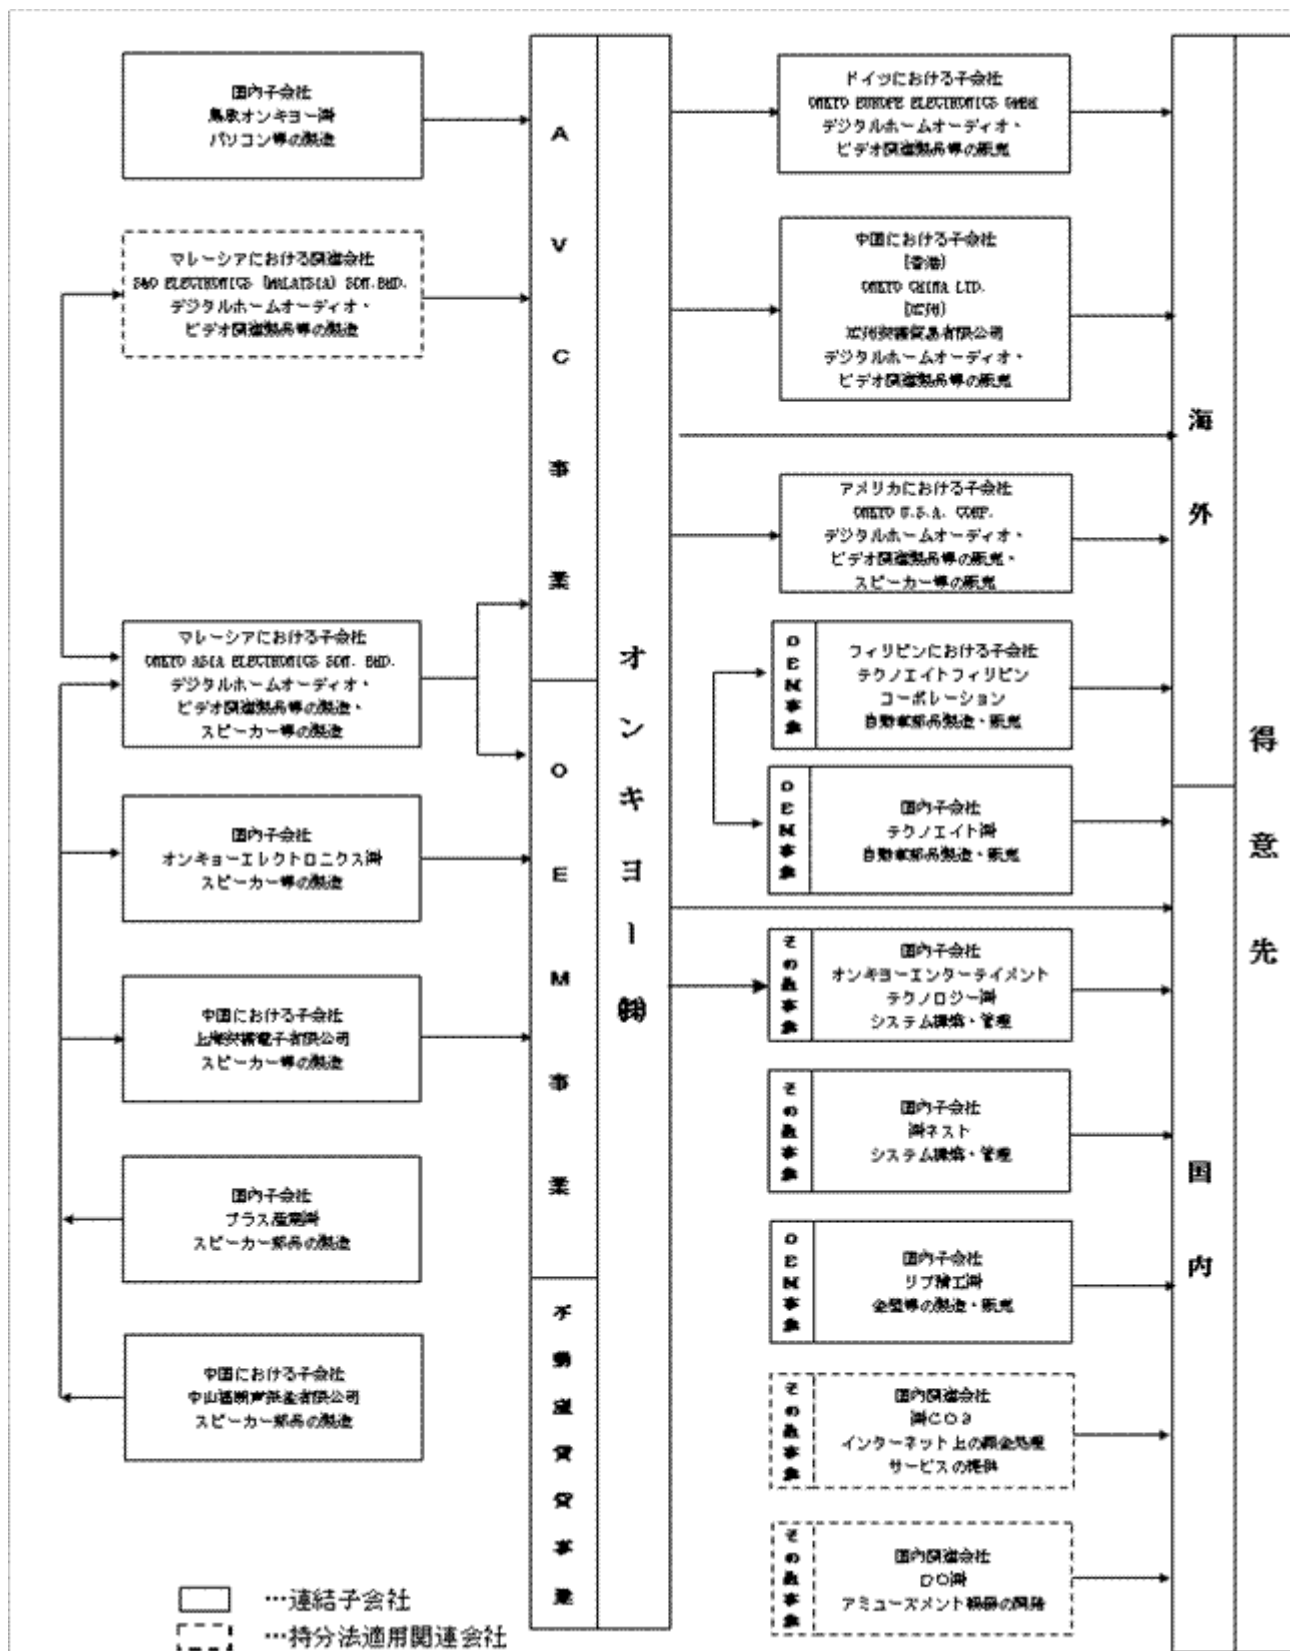 国内子会社
鳥取オンキヨー㈱
パソコン等の製造
マレーシアにおける関連会社
S&O ELECTRONICS (MALAYSIA) SDN.BHD.
デジタルホームオーディオ・
ビデオ関連製品等の製造
マレーシアにおける子会社
ONKYO ASIA ELECTRONICS SDN. BHD.
デジタルホームオーディオ・
ビデオ関連製品等の製造・
スピーカー等の製造
国内子会社
オンキョーエレクトロニクス㈱
スピーカー等の製造
中国における子会社
上海安橋電子有限公司
スピーカー等の製造
国内子会社
プラス産業㈱
スピーカー部品の製造
中国における子会社
スピーカー部品の製造
AVC事業
OEM事業
不動産賃貸事業
オンキヨー㈱
ドイツにおける子会社
ONKYO EUROPE ELECTRONICS GMBH
デジタルホームオーディオ・
ビデオ関連製品等の販売
中国における子会社
[香港]
ONKYO CHINA LTD.
[広州]
広州安橋貿易有限公司
デジタルホームオーディオ・
ビデオ関連製品等の販売
アメリカにおける子会社
ONKYO U.S.A. CORP.
デジタルホームオーディオ・
ビデオ関連製品等の販売・
スピーカー等の販売
OEM事業
フィリピンにおける子会社
テクノエイトフィリピン
コーポレーション
自動車部品製造・販売
OEM事業
国内子会社
テクノエイト㈱
自動車部品製造・販売
その他事業
国内子会社
オンキヨーエンターテイメント
テクノロジー㈱
システム構築・管理
その他事業
国内子会社
㈱ネスト
システム構築・管理
OEM事業
国内子会社
リブ精工㈱
金型等の製造・販売
その他事業
国内関連会社
インターネット上の課金処理
サービスの提供
その他事業
国内関連会社
アミューズメント機器の開発
海外
国内
得意先
…連結子会社
…持分法適用関連会社